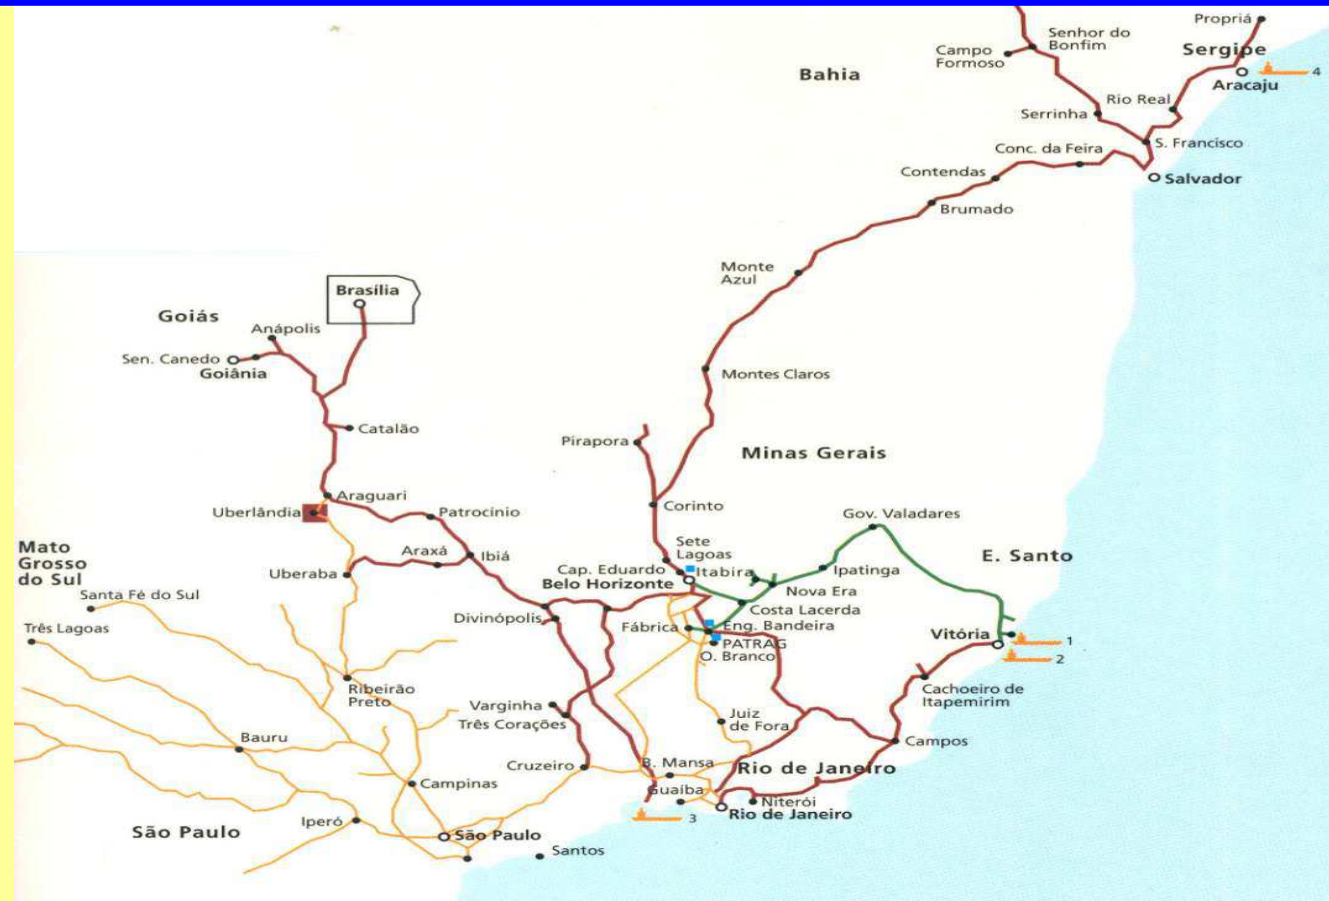 Propriá
Senhor do
Bonfim
Campo
Formoso
Sergipe
Bahia
4
Aracaju
Rio Real
Serrinha
S. Francisco
Conc. da Feira
Contendas
Salvador
Brumado
Monte
Azul
Brasília
Goiás
Anápolis
Sen. Canedo
Goiânia
Montes Claros
Catalão
Pirapora
Minas Gerais
Araguari
Uberlândia
Patrocínio
Corinto
Gov. Valadares
Mato
Grosso
do Sul
Araxá
Ibiá
Sete
Lagoas
E. Santo
Uberaba
Cap. Eduardo
Itabira
Ipatinga
Belo Horizonte
Nova Era
Santa Fé do Sul
Costa Lacerda
Divinópolis
Três Lagoas
Fábrica
Eng. Bandeira
Vitória
1
PATRAG
O. Branco
2
Ribeirão
Preto
Cachoeiro de
Itapemirim
Varginha
Três Corações
Juiz
de Fora
Bauru
Campos
Cruzeiro
B. Mansa
Rio de Janeiro
Campinas
Guaíba
Niterói
Rio de Janeiro
3
Iperó
São Paulo
São Paulo
Santos